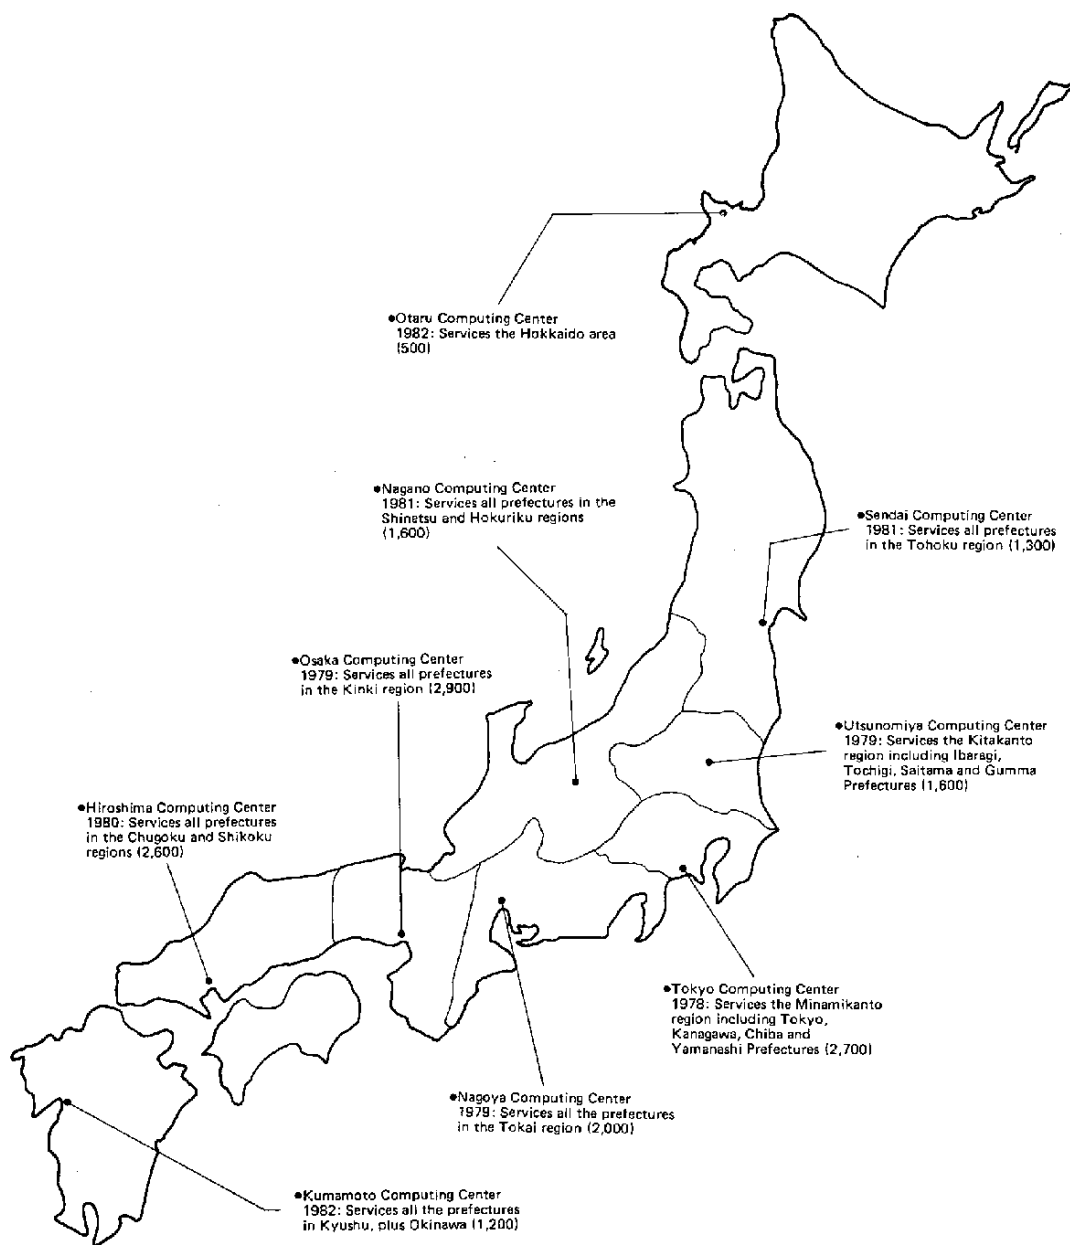 •Otaru Computing Center
1982: Services the Hokkaido area
(500)
•Nagano Computing Center
1981: Services all prefectures in the
Shinetsu and Hokuriku regions
(1,600)
•Sendai Computing Center
1981: Services all prefectures
in the Tohoku region (1,300)
•Osaka Computing Center
1979: Services all prefectures
in the Kinki region (2,900)
•Utsunomiya Computing Center
1979: Services the Kitakanto
region including Ibaragi,
Tochigi, Saitama and Gumma
Prefectures (1,600)
•Hiroshima Computing Center
1980: Services all prefectures
in the Chugoku and Shikoku
regions (2,600)
•Tokyo Computing Center
1978: Services the Minamikanto
region including Tokyo,
Kanagawa, Chiba and
Yamanashi Prefectures (2,700)
•Nagoya Computing Center
1979: Services all the prefectures
in the Tokai region (2,000)
•Kumamoto Computing Center
1982: Services all the prefectures
in Kyushu, plus Okinawa (1,200)